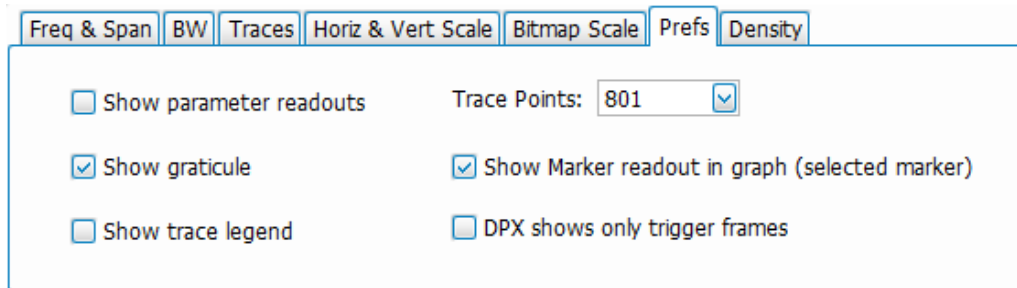 Freq & Span BW Traces Horiz & Vert Scale Bitmap Scale Prefs Density
Show parameter readouts Trace Points: 801
Show graticule Show Marker readout in graph (selected marker)
Show trace legend DPX shows only trigger frames